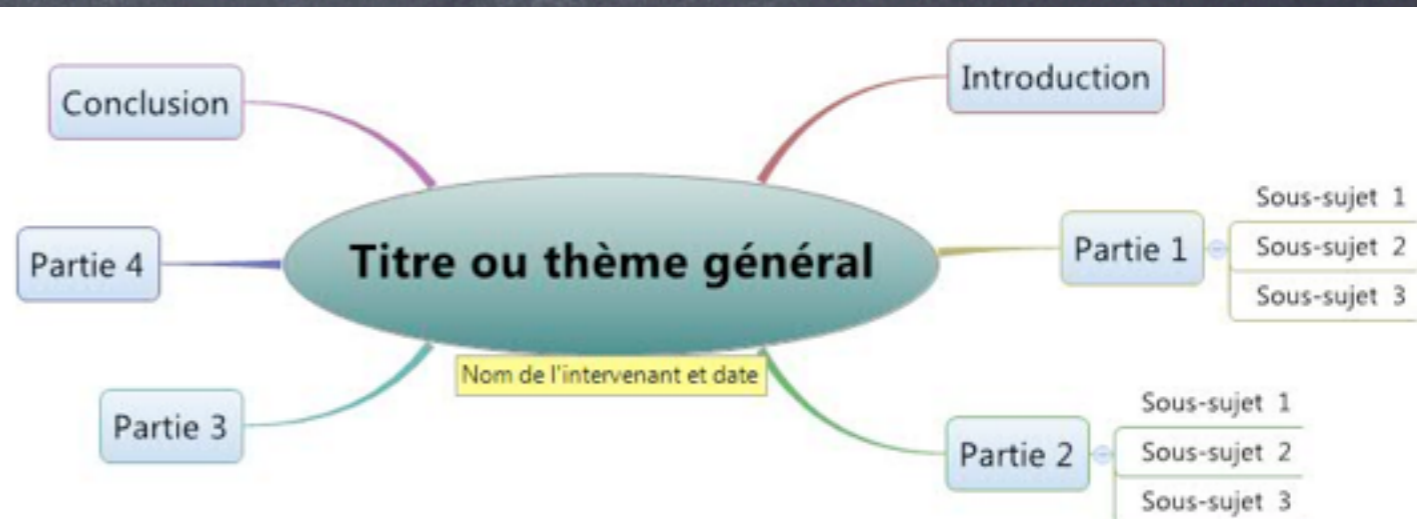 Titre ou thème général
Nom de l'intervenant et date
Introduction
Partie 1
Sous-sujet 1
Sous-sujet 2
Sous-sujet 3
Partie 2
Sous-sujet 1
Sous-sujet 2
Sous-sujet 3
Partie 3
Partie 4
Conclusion